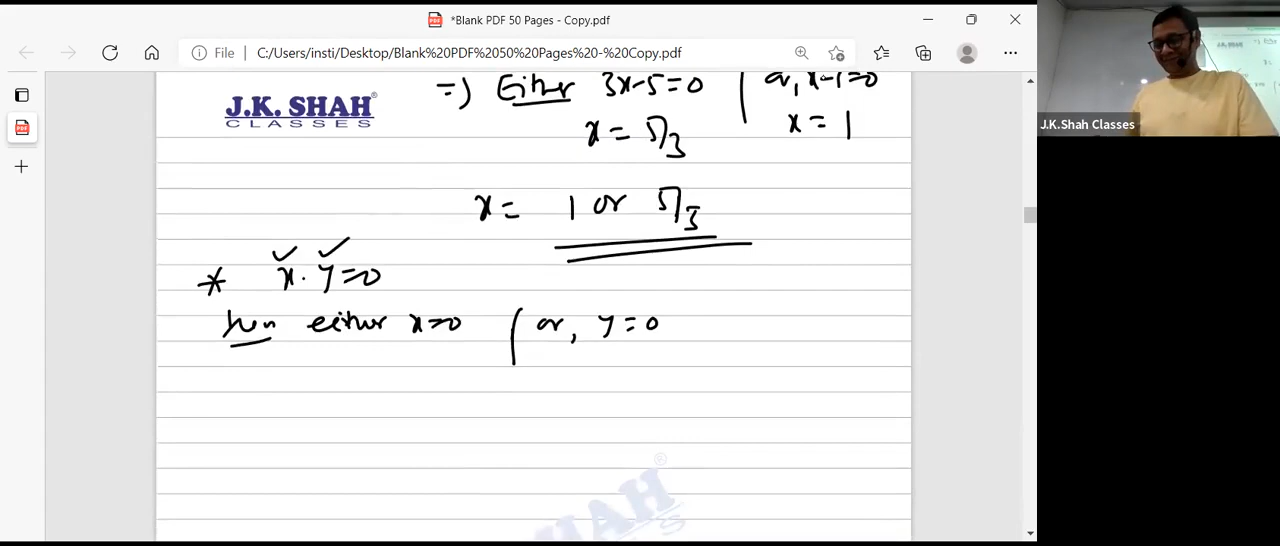 *Blank PDF 50 Pages - Copy.pdf
File C:/Users/insti/Desktop/Blank%20PDF%2050%20Pages%20-%20Copy.pdf
=) Either 3x-5=0 | or, x-1=0
J.K. SHAH®
CLASSES
x = 5/3 x = 1
J.K.Shah Classes
x = 1 or 5/3
* x . y = 0
then either x=0 | or, y = 0
SHAH®